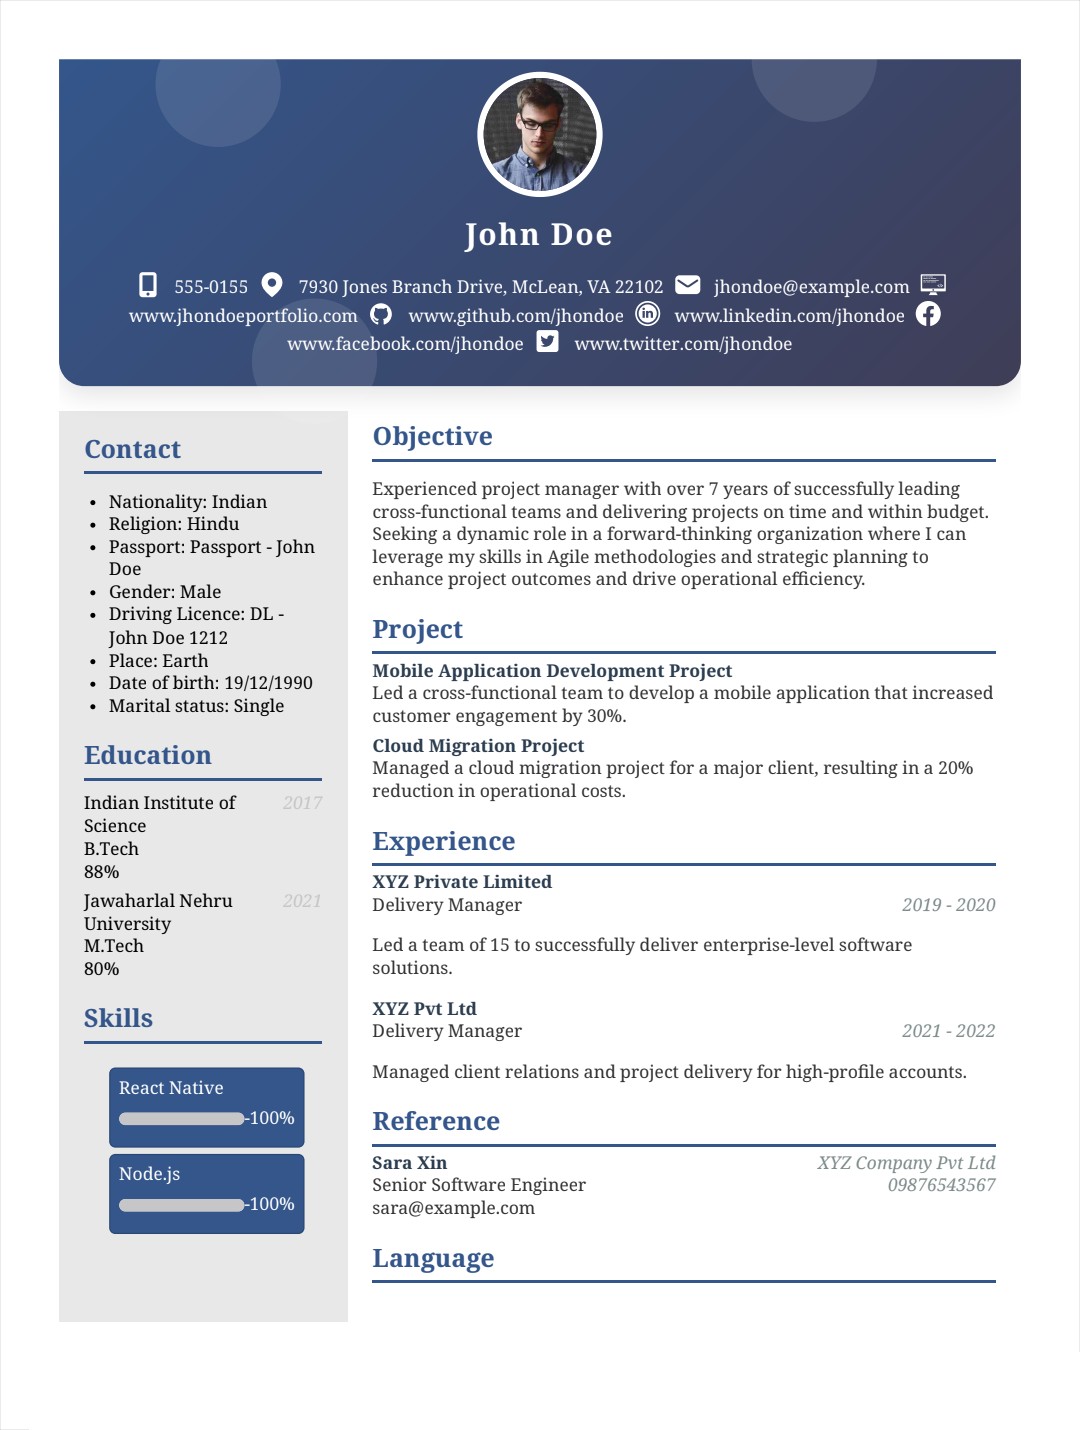 John Doe
555-0155 7930 Jones Branch Drive, McLean, VA 22102 jhondoe@example.com
www.jhondoeportfolio.com www.github.com/jhondoe www.linkedin.com/jhondoe
www.facebook.com/jhondoe www.twitter.com/jhondoe
Contact
• Nationality: Indian
• Religion: Hindu
• Passport: Passport - John
Doe
• Gender: Male
• Driving Licence: DL -
John Doe 1212
• Place: Earth
• Date of birth: 19/12/1990
• Marital status: Single
Education
Indian Institute of 2017
Science
B.Tech
88%
Jawaharlal Nehru 2021
University
M.Tech
80%
Skills
React Native
-100%
Node.js
-100%
Objective
Experienced project manager with over 7 years of successfully leading
cross-functional teams and delivering projects on time and within budget.
Seeking a dynamic role in a forward-thinking organization where I can
leverage my skills in Agile methodologies and strategic planning to
enhance project outcomes and drive operational efficiency.
Project
Mobile Application Development Project
Led a cross-functional team to develop a mobile application that increased
customer engagement by 30%.
Cloud Migration Project
Managed a cloud migration project for a major client, resulting in a 20%
reduction in operational costs.
Experience
XYZ Private Limited
Delivery Manager 2019 - 2020
Led a team of 15 to successfully deliver enterprise-level software
solutions.
XYZ Pvt Ltd
Delivery Manager 2021 - 2022
Managed client relations and project delivery for high-profile accounts.
Reference
Sara Xin XYZ Company Pvt Ltd
Senior Software Engineer 09876543567
sara@example.com
Language